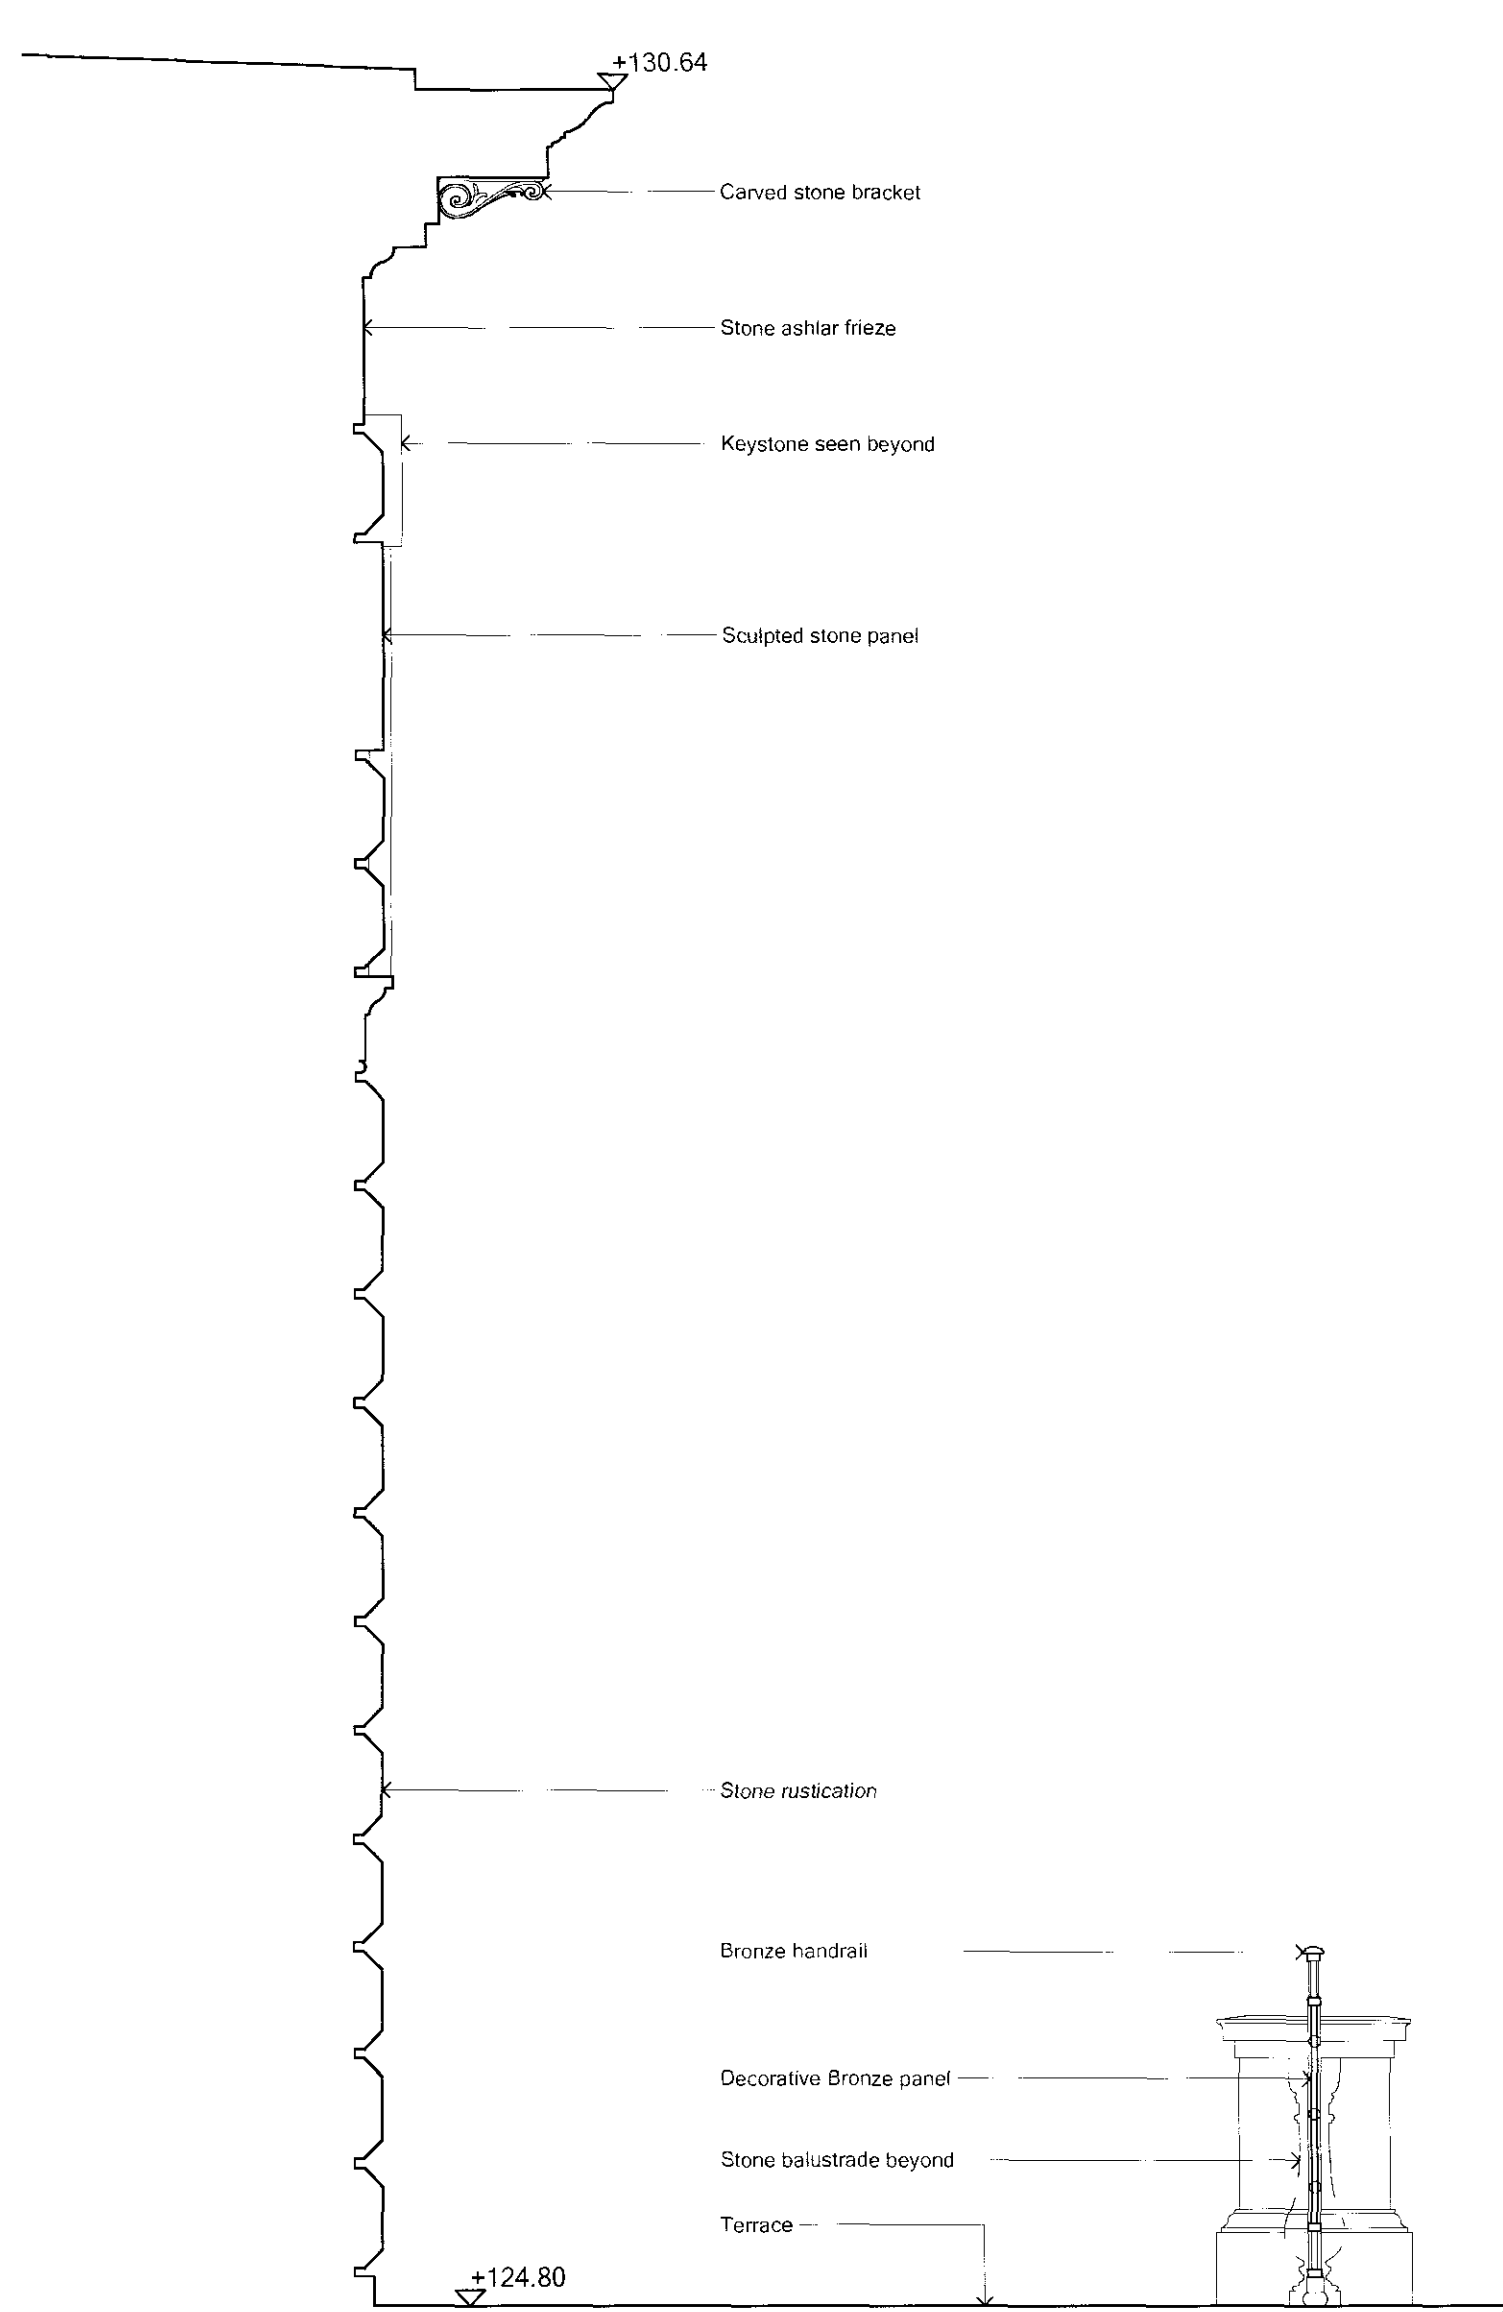 +130.64
Carved stone bracket
Stone ashlar frieze
Keystone seen beyond
Sculpted stone panel
Stone rustication
Bronze handrail
Decorative Bronze panel
Stone balustrade beyond
Terrace
+124.80